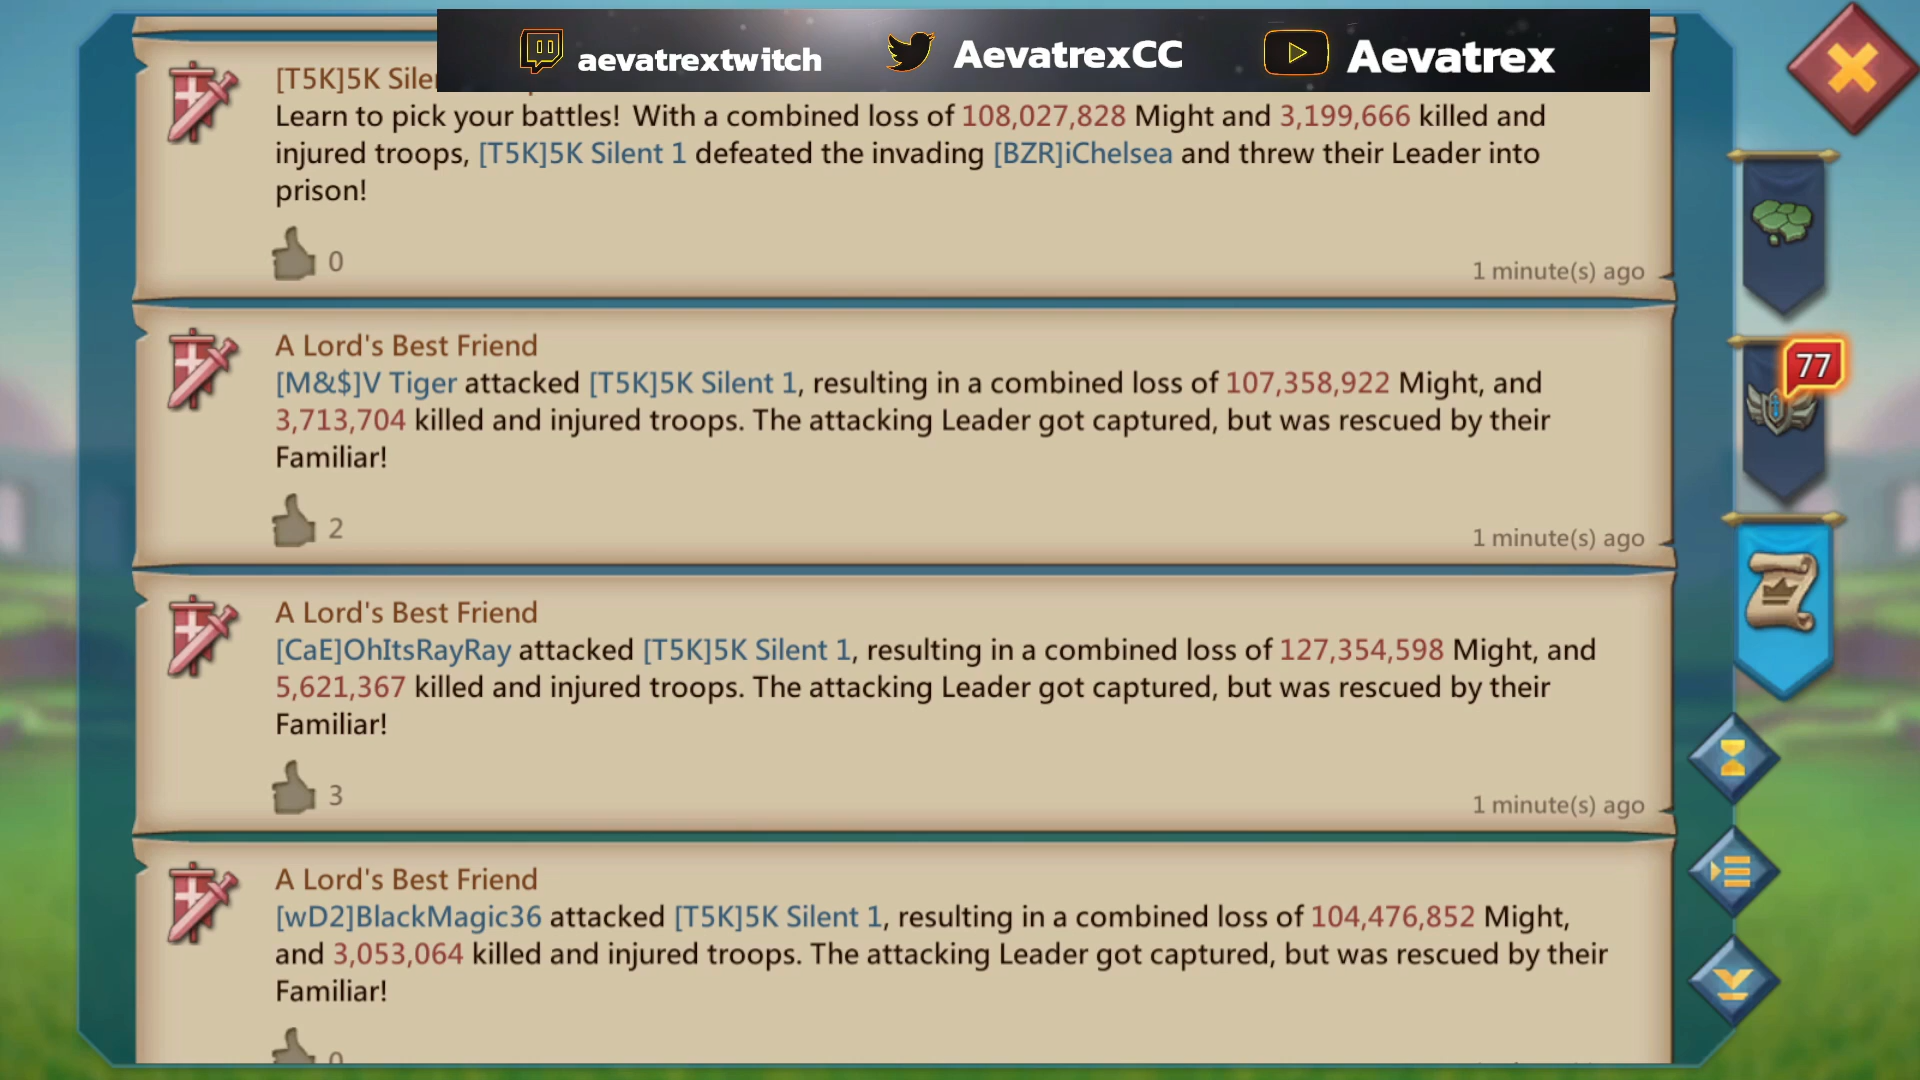 aevatrextwitch AevatrexCC Aevatrex
[T5K]5K
Learn to pick your battles! With a combined loss of 108,027,828 Might and 3,199,666 killed and
injured troops, [T5K]5K Silent 1 defeated the invading [BZR]iChelsea and threw their Leader into
prison!
0
1 minute(s) ago
A Lord's Best Friend
77
[M&$]V Tiger attacked [T5K]5K Silent 1, resulting in a combined loss of 107,358,922 Might, and
3,713,704 killed and injured troops. The attacking Leader got captured, but was rescued by their
Familiar!
2
1 minute(s) ago
A Lord's Best Friend
[CaE]OhItsRayRay attacked [T5K]5K Silent 1, resulting in a combined loss of 127,354,598 Might, and
5,621,367 killed and injured troops. The attacking Leader got captured, but was rescued by their
Familiar!
3
1 minute(s) ago
A Lord's Best Friend
[wD2]BlackMagic36 attacked [T5K]5K Silent 1, resulting in a combined loss of 104,476,852 Might,
and 3,053,064 killed and injured troops. The attacking Leader got captured, but was rescued by their
Familiar!